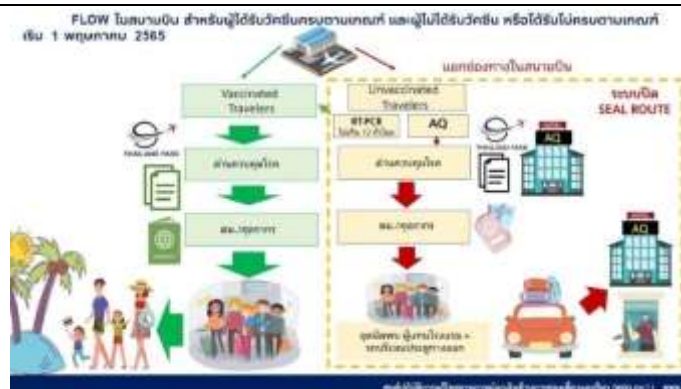 FLOW ในสนามบิน สำหรับผู้ได้รับวัคซีนครบตามเกณฑ์ และผู้ไม่ได้รับวัคซีน หรือได้รับไม่ครบตามเกณฑ์
เริ่ม 1 พฤษภาคม 2565
แยกช่องทางในสนามบิน
Vaccinated
Travelers
Unvaccinated
Travelers
RT-PCR
AQ
ระบบปิด
SEAL ROUTE
THAILAND PASS
ด่านควบคุมโรค
ตม./ศุลกากร
THAILAND PASS
ด่านควบคุมโรค
ตม./ศุลกากร
AQ
AQ